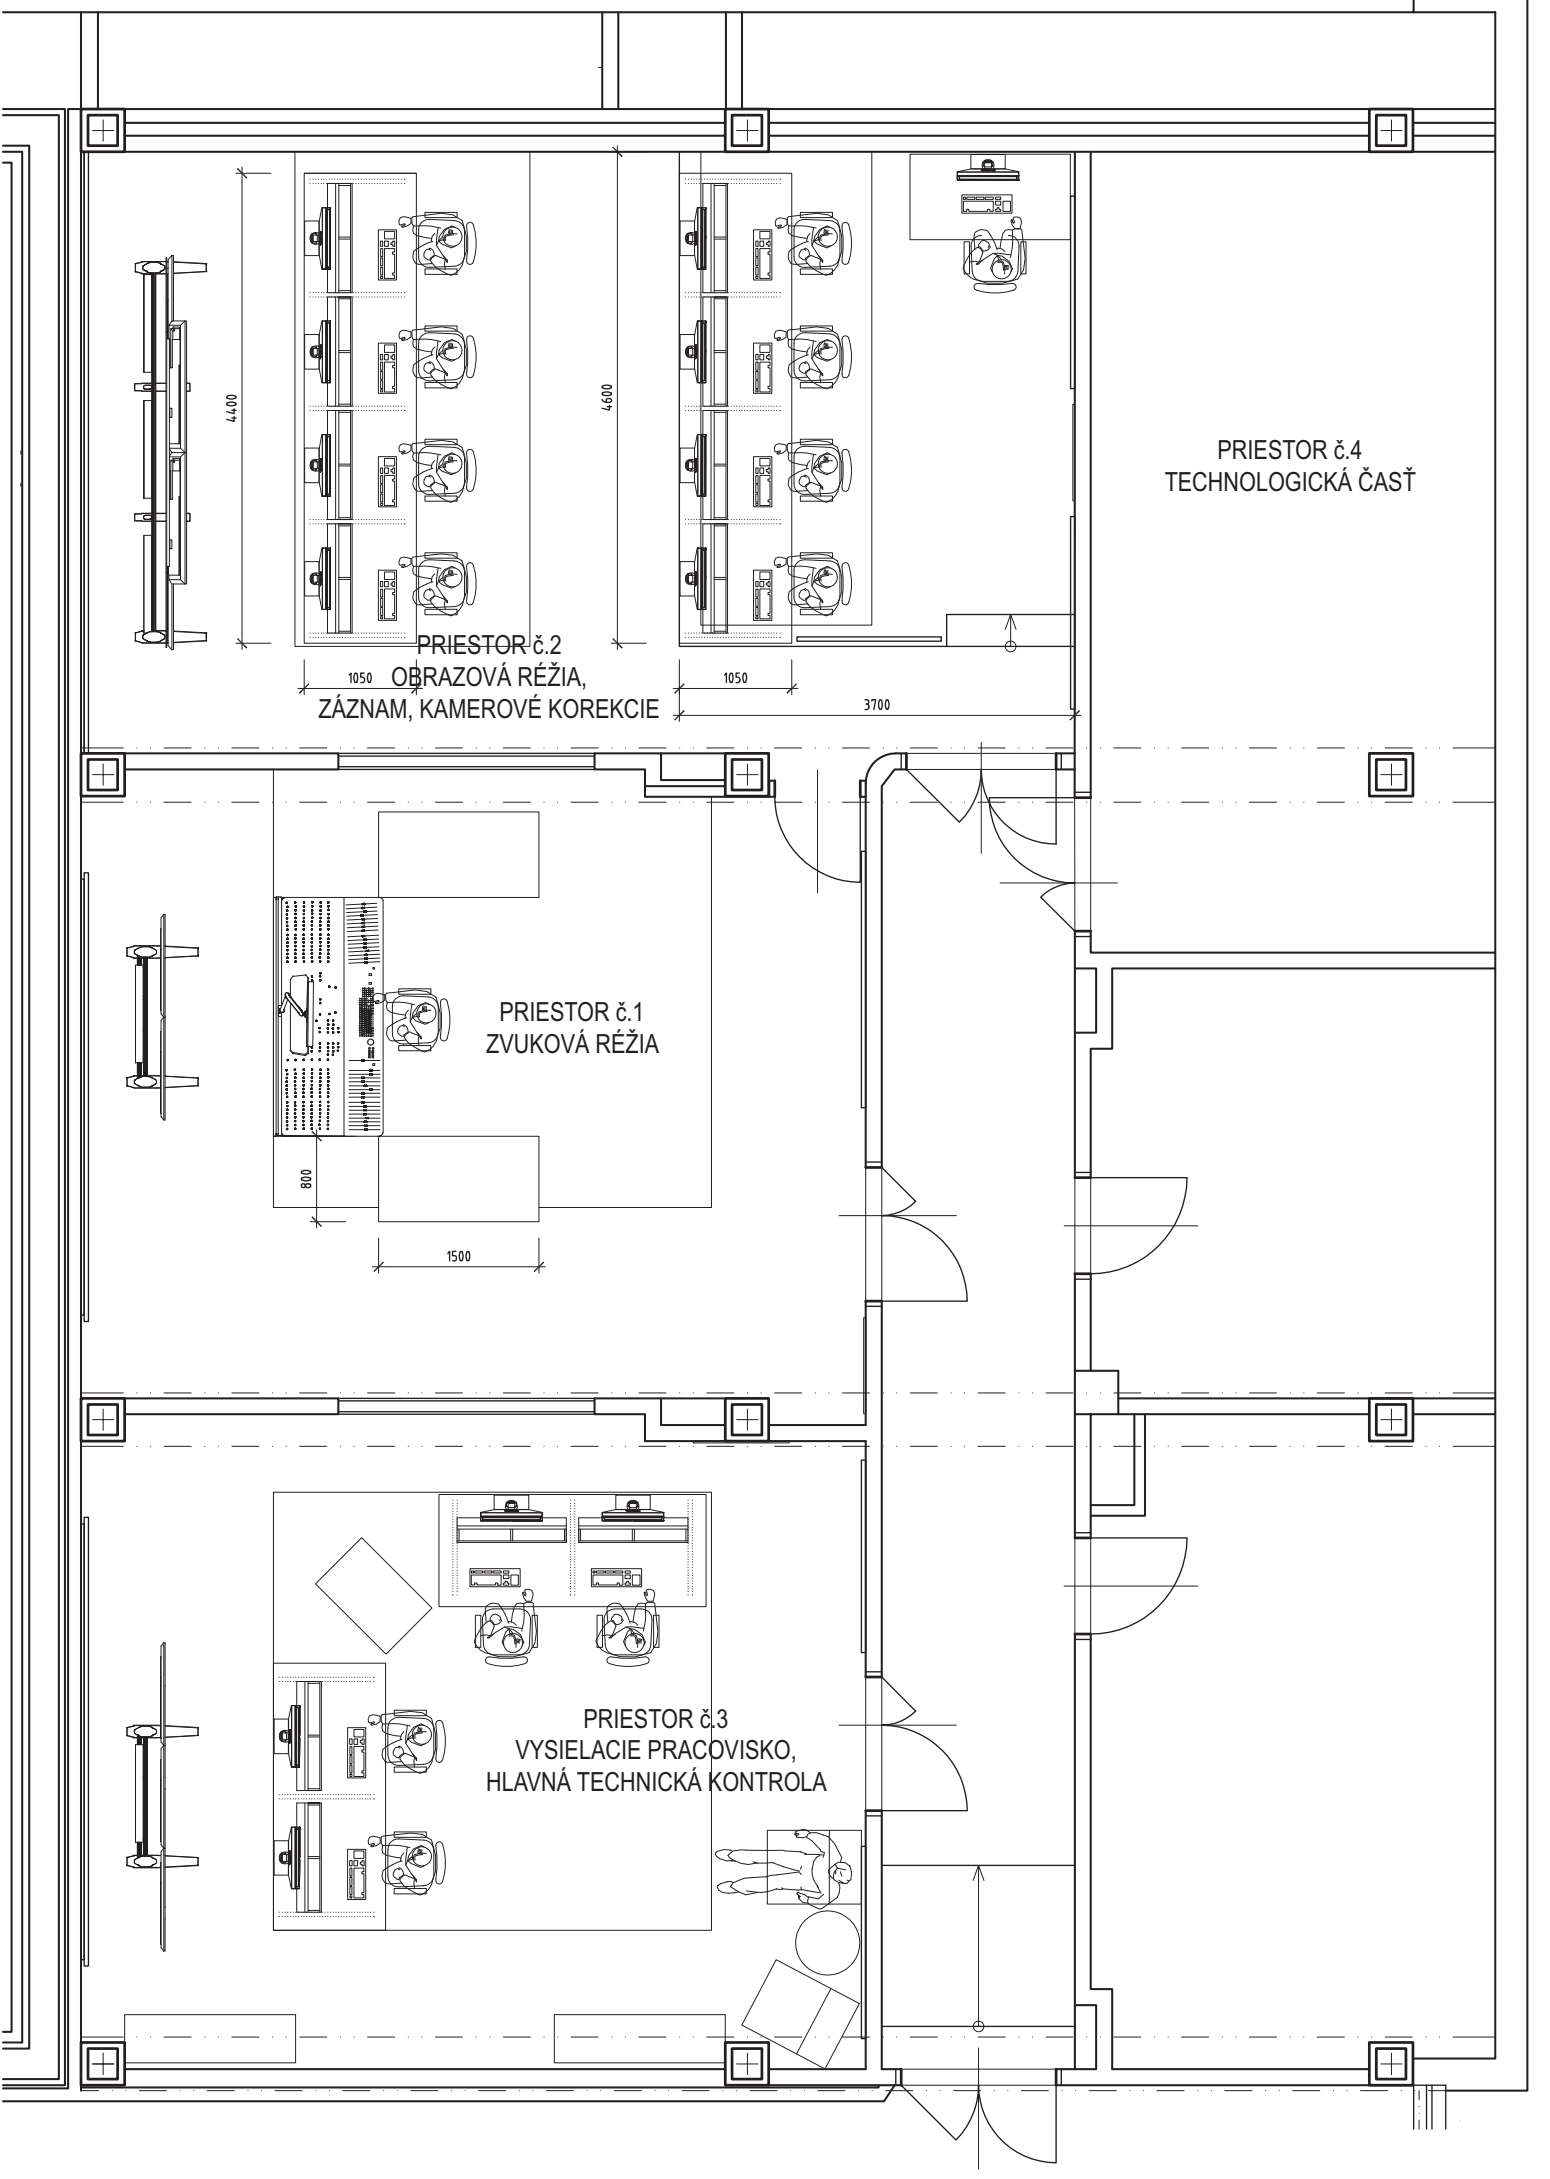 4400
4600
PRIESTOR č.4
TECHNOLOGICKÁ ČASŤ
PRIESTOR č.2
OBRAZOVÁ RÉŽIA,
ZÁZNAM, KAMEROVÉ KOREKCIE
1050
1050
3700
PRIESTOR č.1
ZVUKOVÁ RÉŽIA
800
1500
PRIESTOR č.3
VYSIELACIE PRACOVISKO,
HLAVNÁ TECHNICKÁ KONTROLA